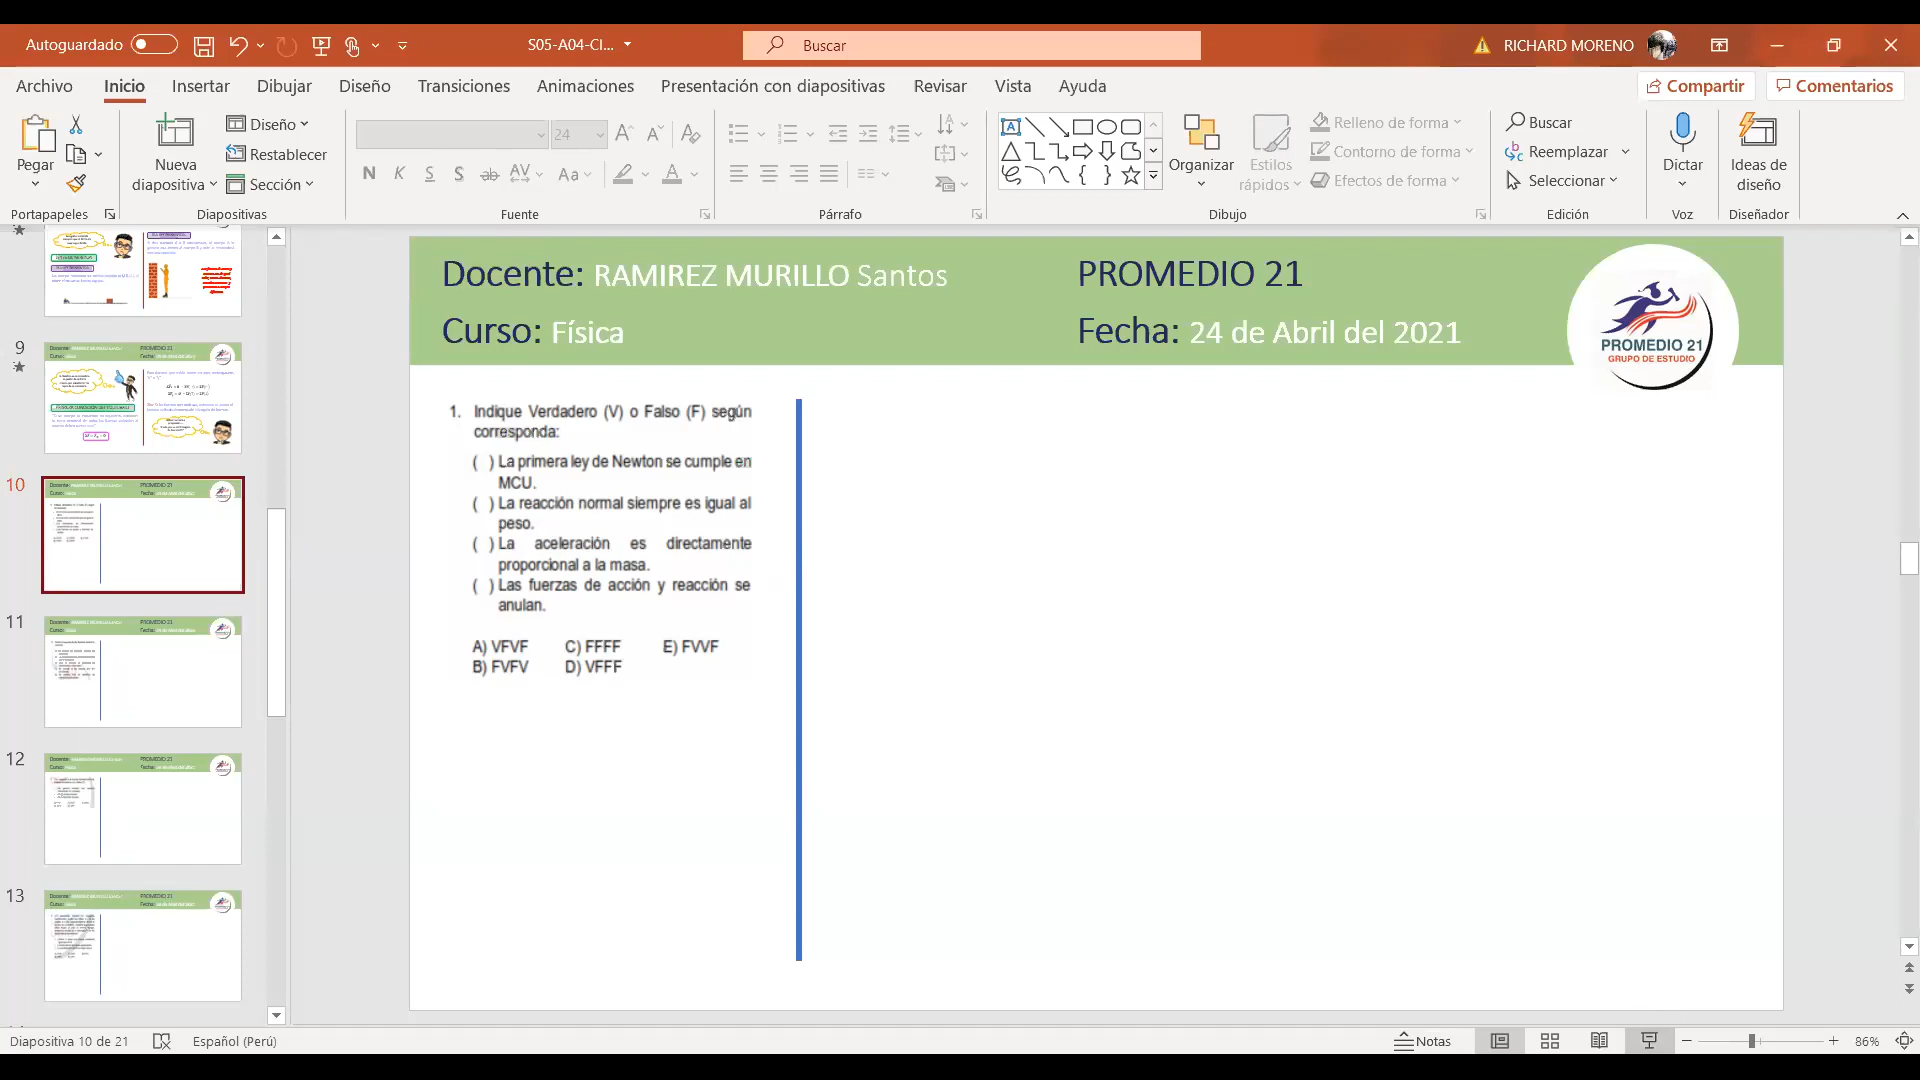 Autoguardado
S05-A04-CI...
Buscar
RICHARD MORENO
Archivo Inicio Insertar Dibujar Diseño Transiciones Animaciones Presentación con diapositivas Revisar Vista Ayuda
Compartir Comentarios
Pegar
Nueva diapositiva
Diseño
Restablecer
Sección
24
N K S S ab AV Aa A
Organizar
Estilos rápidos
Relleno de forma
Contorno de forma
Efectos de forma
Buscar
Reemplazar
Seleccionar
Dictar
Ideas de diseño
Portapapeles Diapositivas Fuente Párrafo Dibujo Edición Voz Diseñador
9
10
11
12
13
Docente: RAMIREZ MURILLO Santos
PROMEDIO 21
Curso: Física
Fecha: 24 de Abril del 2021
PROMEDIO 21
GRUPO DE ESTUDIO
1. Indique Verdadero (V) o Falso (F) según
corresponda:
( ) La primera ley de Newton se cumple en
MCU.
( ) La reacción normal siempre es igual al
peso.
( ) La aceleración es directamente
proporcional a la masa.
( ) Las fuerzas de acción y reacción se
anulan.
A) VFVF C) FFFF E) FVVF
B) FVFV D) VFFF
Diapositiva 10 de 21
Español (Perú)
Notas
86%